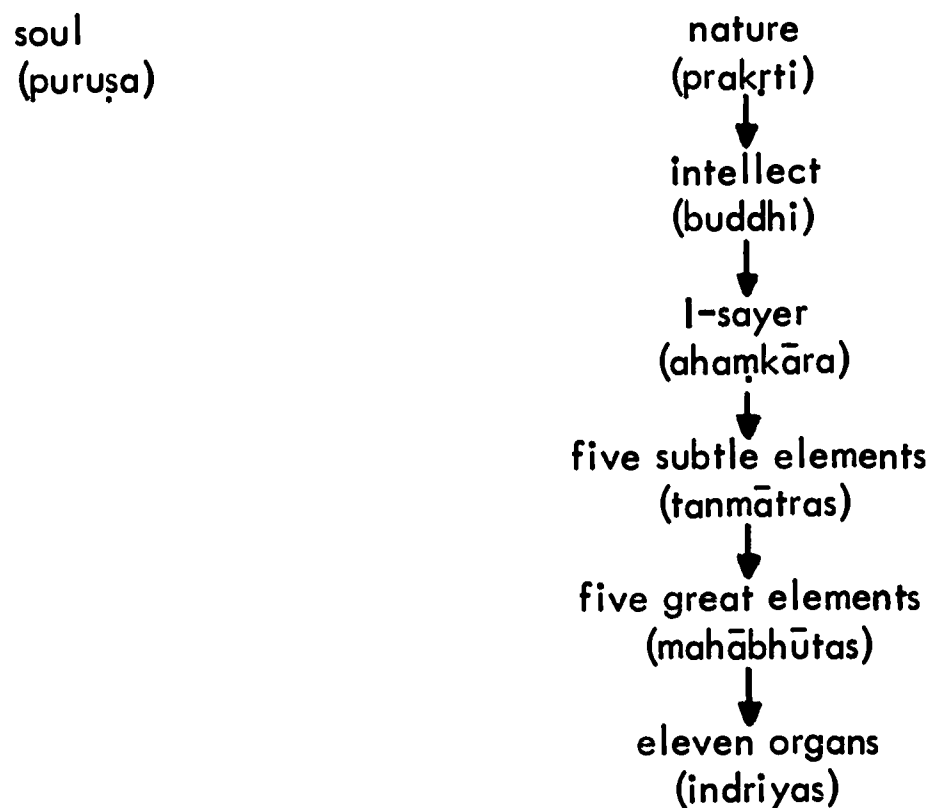 soul
(puruṣa)
nature
(prakṛti)
intellect
(buddhi)
I-sayer
(ahaṃkāra)
five subtle elements
(tanmātras)
five great elements
(mahābhūtas)
eleven organs
(indriyas)